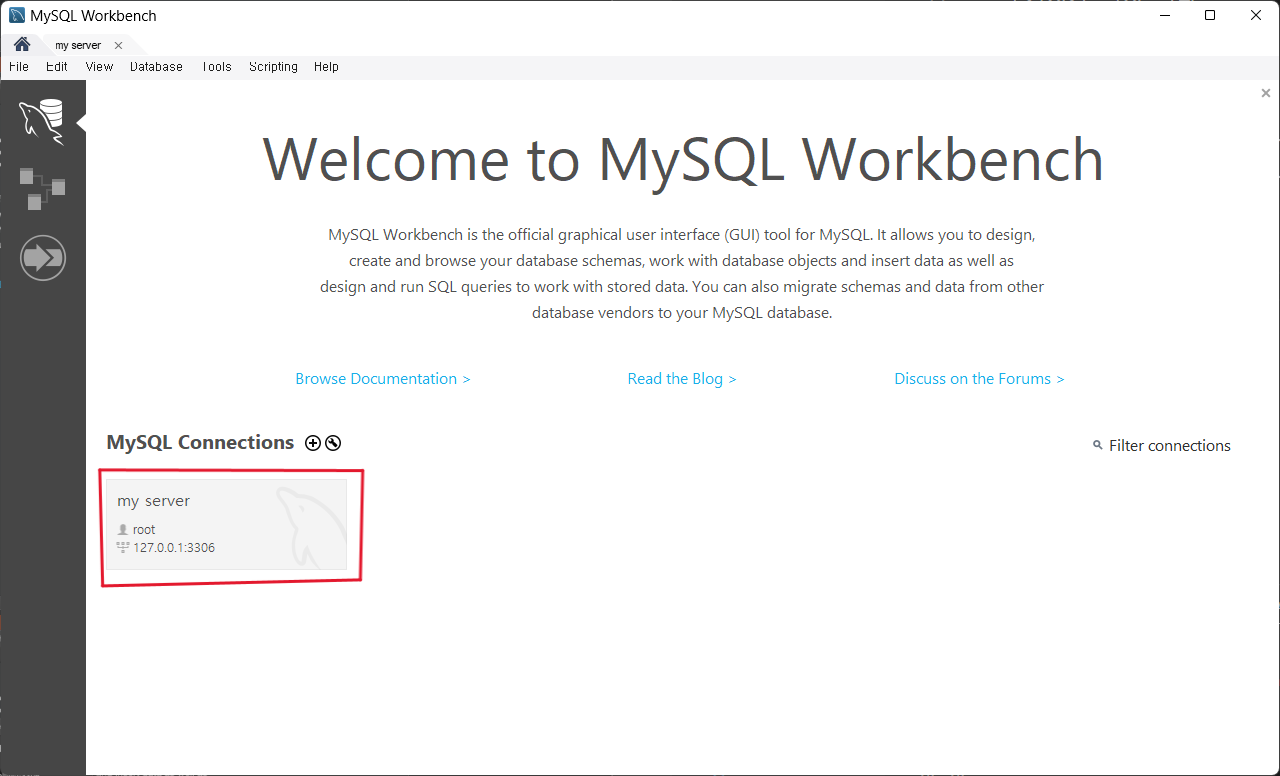 MySQL Workbench
my server
File Edit View Database Tools Scripting Help
Welcome to MySQL Workbench
MySQL Workbench is the official graphical user interface (GUI) tool for MySQL. It allows you to design,
create and browse your database schemas, work with database objects and insert data as well as
design and run SQL queries to work with stored data. You can also migrate schemas and data from other
database vendors to your MySQL database.
Browse Documentation > Read the Blog > Discuss on the Forums >
MySQL Connections Filter connections
my server
root
127.0.0.1:3306